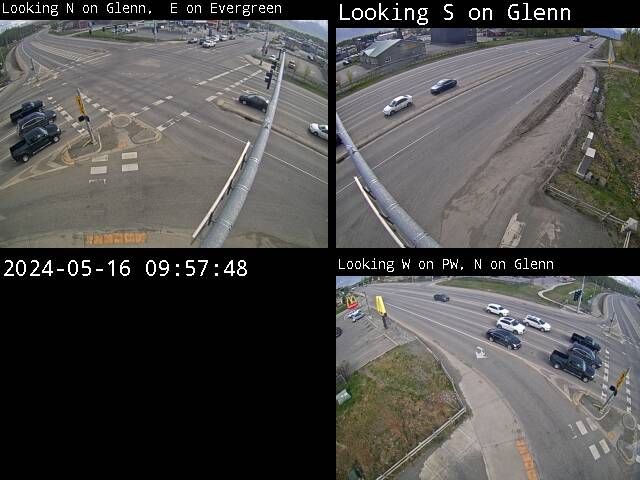 Looking N on Glenn,  E on Evergreen
Looking S on Glenn
2024-05-16 09:57:48
Looking W on PW, N on Glenn